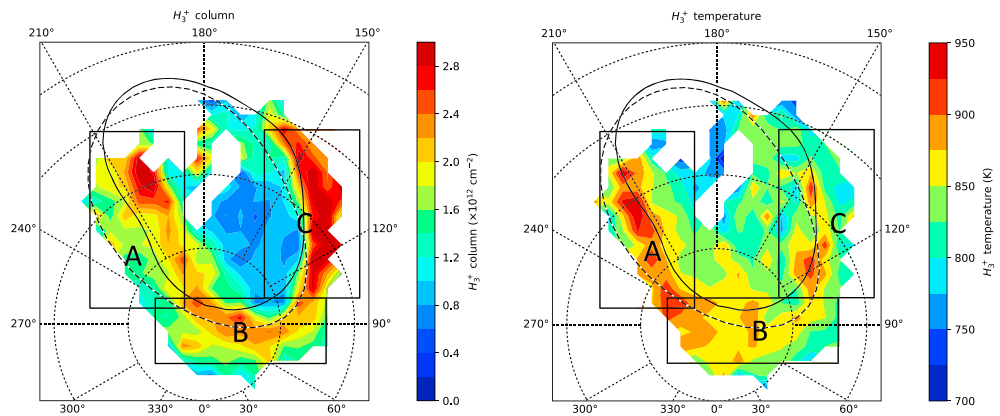 H₃⁺ column
210° 180° 150°
240° 120°
270° 90°
300° 330° 0° 30° 60°
A
B
C
2.8
2.4
2.0
1.6
1.2
0.8
0.4
0.0
H₃⁺ column (×10¹² cm⁻²)
H₃⁺ temperature
210° 180° 150°
240° 120°
270° 90°
300° 330° 0° 30° 60°
A
B
C
950
900
850
800
750
700
H₃⁺ temperature (K)